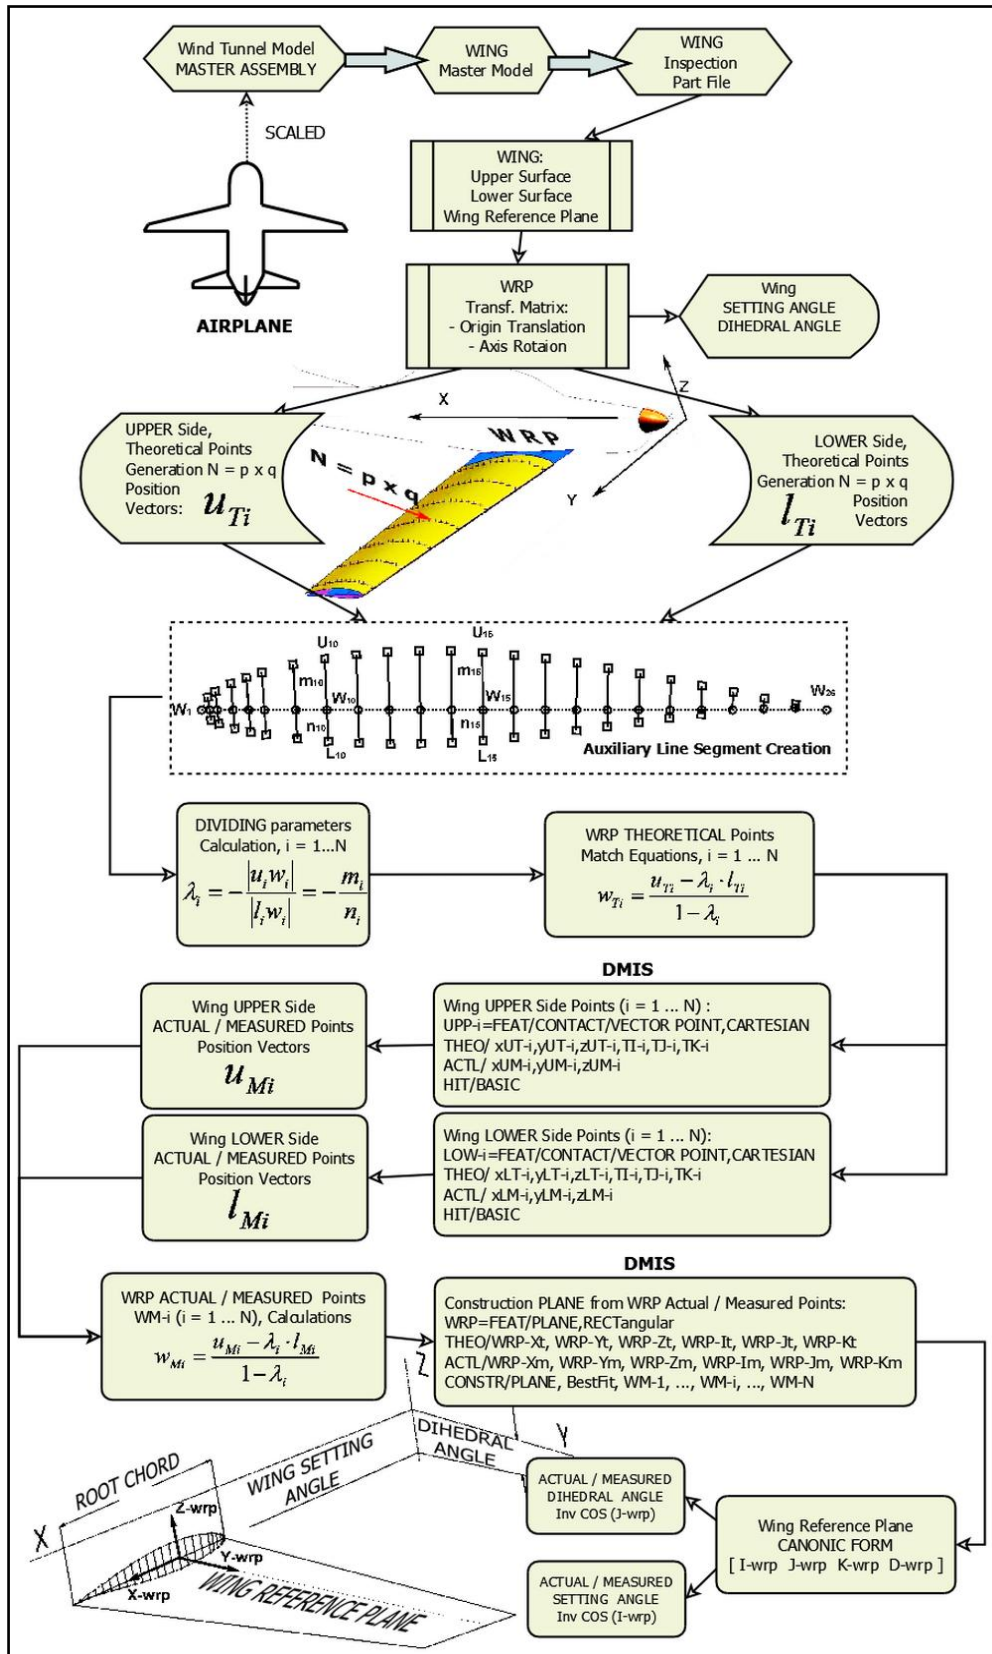 Wind Tunnel Model
MASTER ASSEMBLY
WING
Master Model
WING
Inspection
Part File
SCALED
AIRPLANE
WING:
Upper Surface
Lower Surface
Wing Reference Plane
WRP
Transf. Matrix:
- Origin Translation
- Axis Rotaion
Wing
SETTING ANGLE
DIHEDRAL ANGLE
UPPER Side,
Theoretical Points
Generation N = p x q
Position
Vectors: u_Ti
X
Z
Y
W R P
N = p x q
LOWER Side,
Theoretical Points
Generation N = p x q
Position
Vectors
l_Ti
U10
U15
m10
m15
W1
W10
W15
W26
n10
n15
L10
L15
Auxiliary Line Segment Creation
DIVIDING parameters
Calculation, i = 1...N
λ_i = - |u_i w_i| / |l_i w_i| = - m_i / n_i
WRP THEORETICAL Points
Match Equations, i = 1 ... N
w_Ti = (u_Ti - λ_i · l_Ti) / (1 - λ_i)
DMIS
Wing UPPER Side
ACTUAL / MEASURED Points
Position Vectors
u_Mi
Wing UPPER Side Points (i = 1 ... N) :
UPP-i=FEAT/CONTACT/VECTOR POINT,CARTESIAN
THEO/ xUT-i,yUT-i,zUT-i,TI-i,TJ-i,TK-i
ACTL/ xUM-i,yUM-i,zUM-i
HIT/BASIC
Wing LOWER Side
ACTUAL / MEASURED Points
Position Vectors
l_Mi
Wing LOWER Side Points (i = 1 ... N):
LOW-i=FEAT/CONTACT/VECTOR POINT,CARTESIAN
THEO/ xLT-i,yLT-i,zLT-i,TI-i,TJ-i,TK-i
ACTL/ xLM-i,yLM-i,zLM-i
HIT/BASIC
DMIS
WRP ACTUAL / MEASURED Points
WM-i (i = 1 ... N), Calculations
w_Mi = (u_Mi - λ_i · l_Mi) / (1 - λ_i)
Construction PLANE from WRP Actual / Measured Points:
WRP=FEAT/PLANE,RECTangular
THEO/WRP-Xt, WRP-Yt, WRP-Zt, WRP-It, WRP-Jt, WRP-Kt
ACTL/WRP-Xm, WRP-Ym, WRP-Zm, WRP-Im, WRP-Jm, WRP-Km
CONSTR/PLANE, BestFit, WM-1, ..., WM-i, ..., WM-N
Z
Y
X
DIHEDRAL
ANGLE
WING SETTING
ANGLE
ROOT CHORD
Z-wrp
Y-wrp
X-wrp
WING REFERENCE PLANE
ACTUAL / MEASURED
DIHEDRAL ANGLE
Inv COS (J-wrp)
ACTUAL / MEASURED
SETTING ANGLE
Inv COS (I-wrp)
Wing Reference Plane
CANONIC FORM
[ I-wrp J-wrp K-wrp D-wrp ]